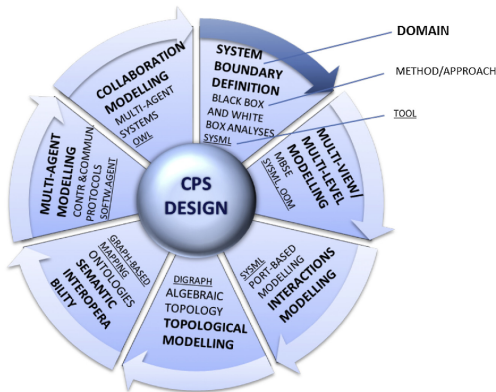 SYSTEM
BOUNDARY
DEFINITION
BLACK BOX
AND WHITE
BOX ANALYSES
SYSML
DOMAIN
METHOD/APPROACH
TOOL
MULTI-VIEW/
MULTI-LEVEL
MODELLING
MBSE
SYSML, OOM
SYSML
PORT-BASED
MODELLING
INTERACTIONS
MODELLING
DIGRAPH
ALGEBRAIC
TOPOLOGY
TOPOLOGICAL
MODELLING
GRAPH-BASED
MAPPING
ONTOLOGIES
SEMANTIC
INTEROPERA
BILITY
MULTI-AGENT
MODELLING
CONTR.&COMMUN.
PROTOCOLS
SOFTW.AGENT
COLLABORATION
MODELLING
MULTI-AGENT
SYSTEMS
OWL
CPS
DESIGN